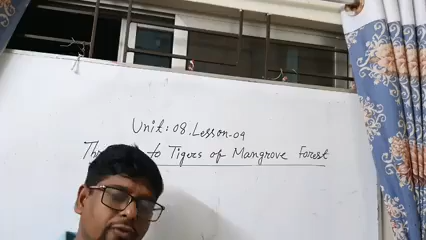 Unit: 08. Lesson-04
to Tigers of Mangrove Forest